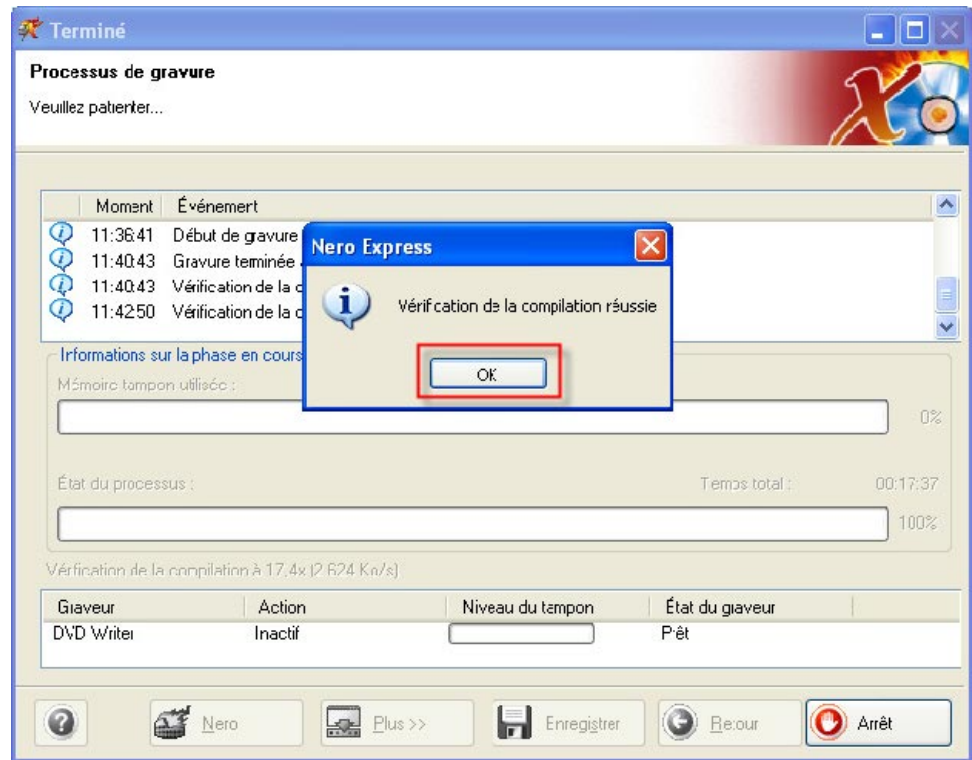 Terminé
Processus de gravure
Veuillez patienter...
Moment Événement
11:36:41 Début de gravure
11:40:43 Gravure terminée
11:40:43 Vérification de la c
11:42:50 Vérification de la c
Nero Express
Vérification de la compilation réussie
OK
Informations sur la phase en cours
Mémoire tampon utilisée :
0%
État du processus : Temps total : 00:17:37
100%
Vérification de la compilation à 17,4x (2 624 Ko/s)
Graveur Action Niveau du tampon État du graveur
DVD Writer Inactif Prêt
Nero Plus >> Enregistrer Retour Arrêt